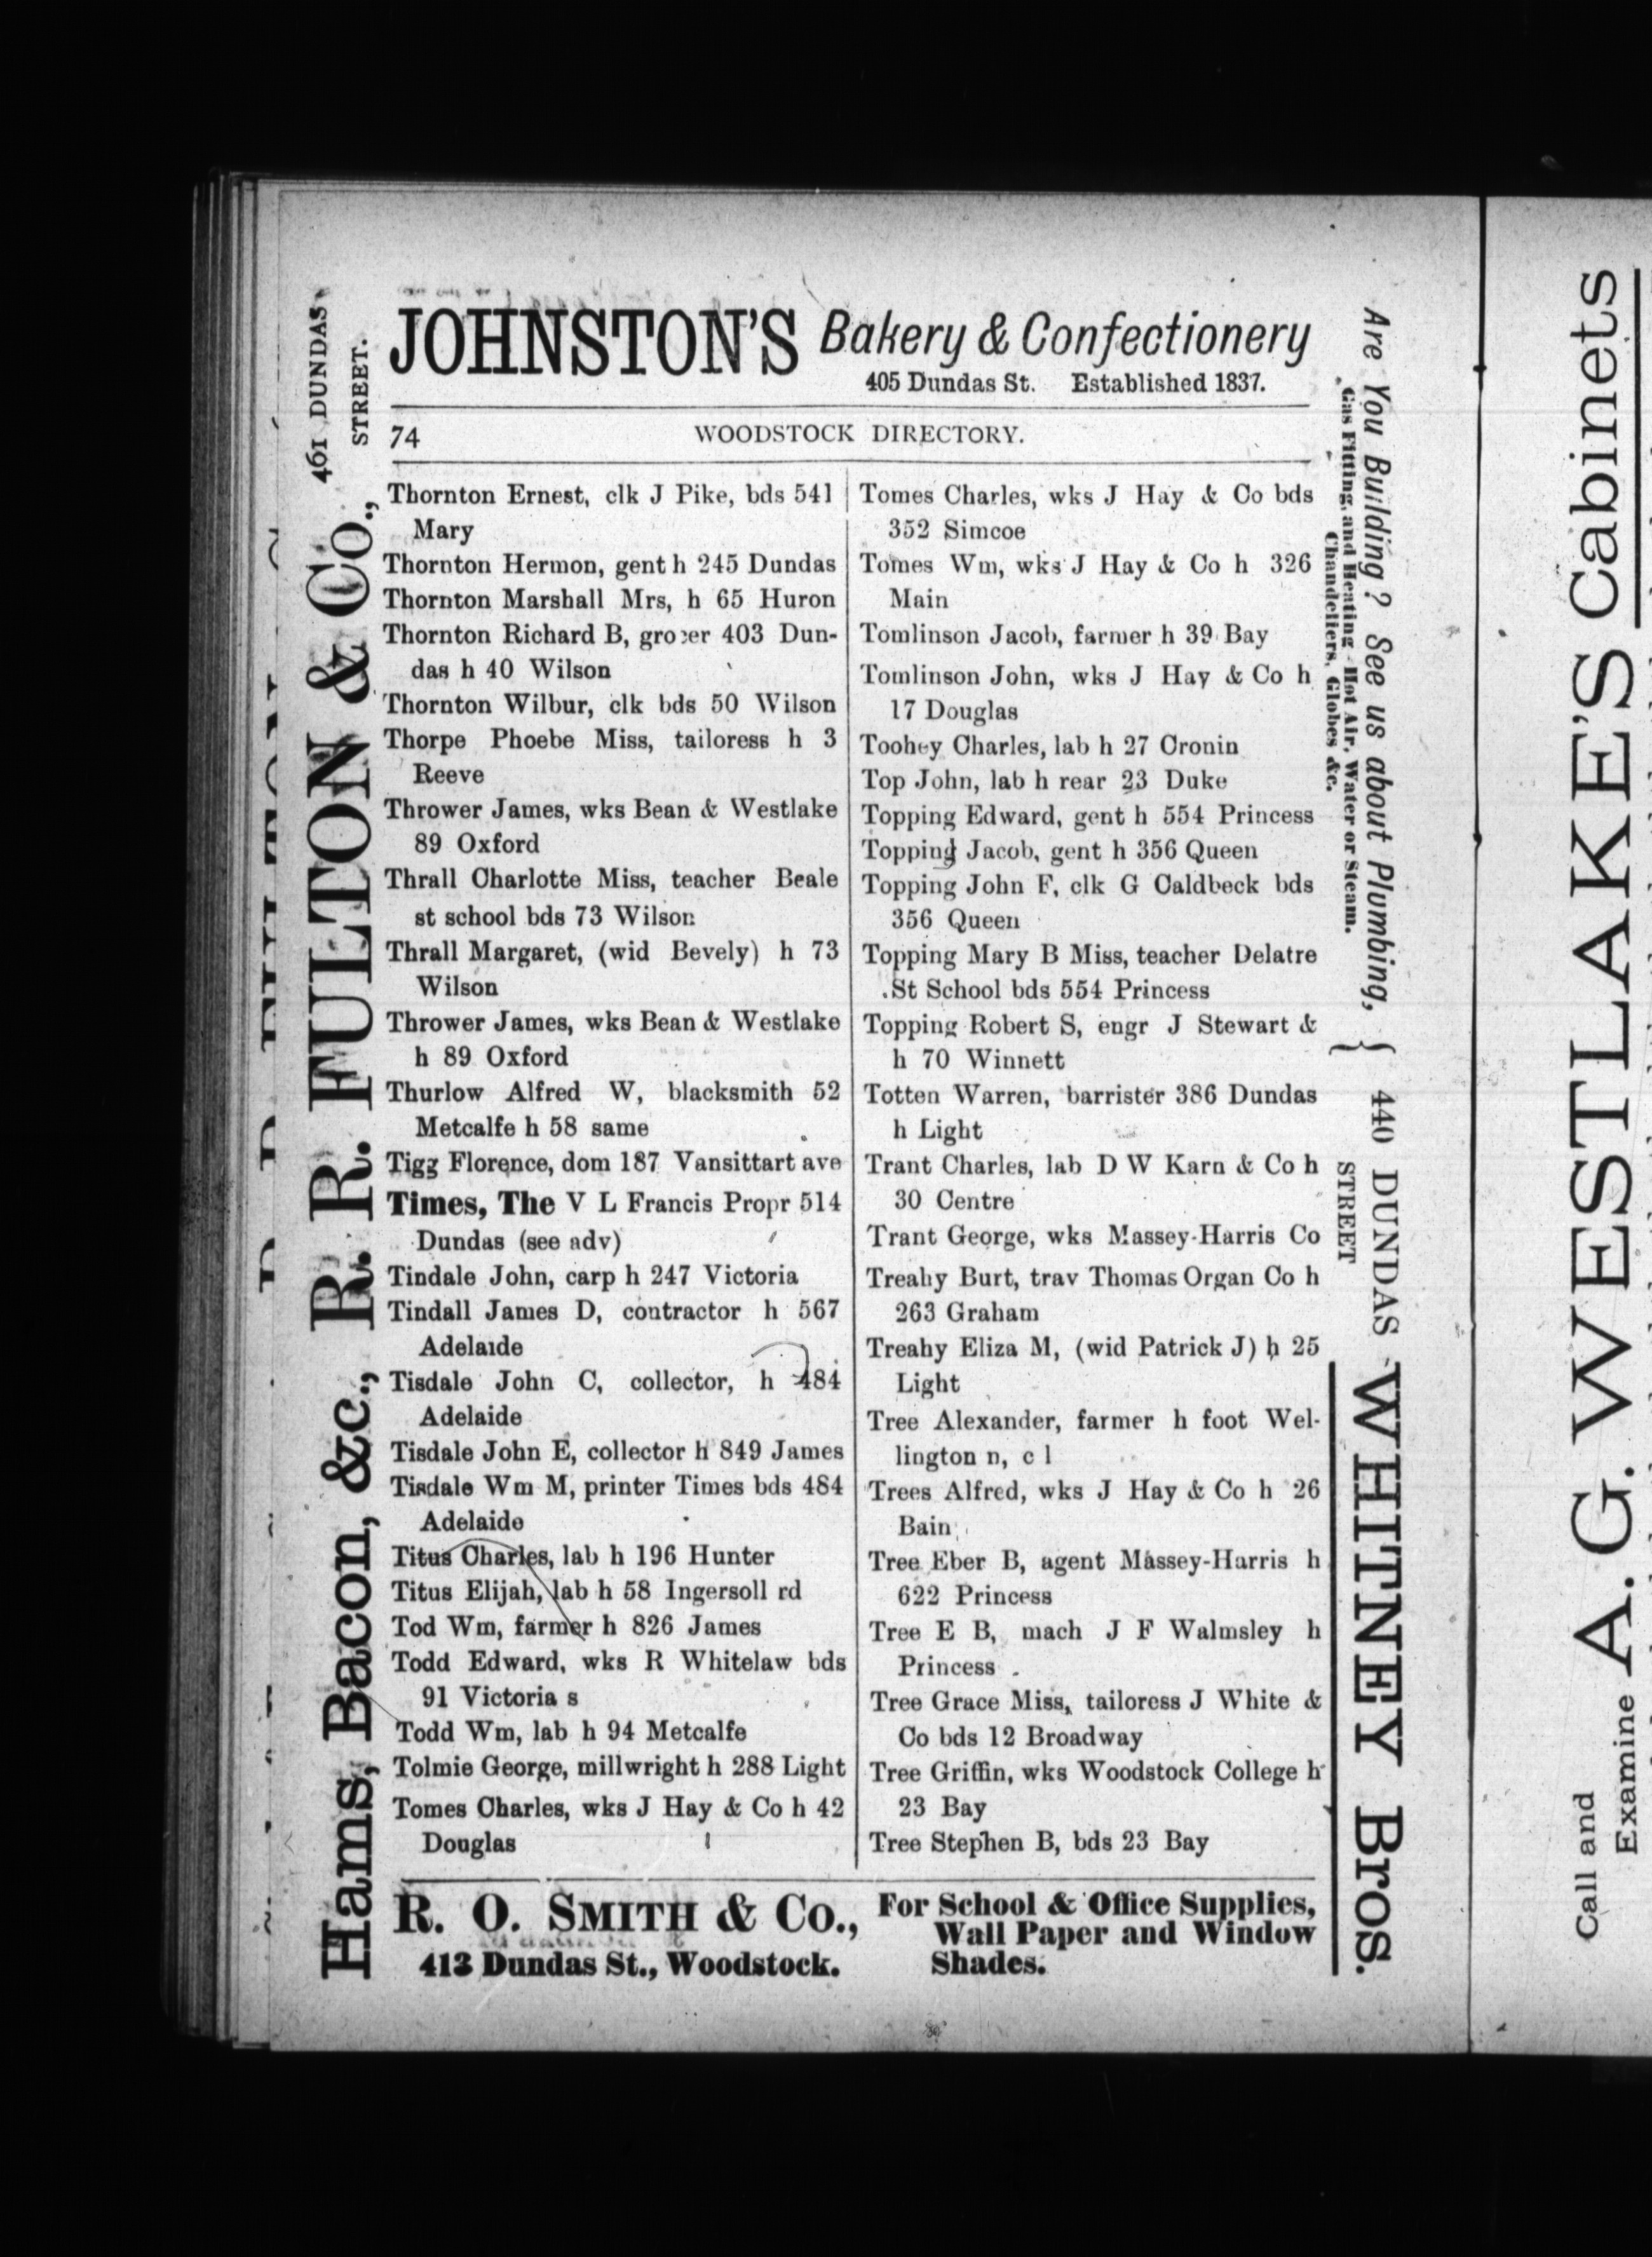 JOHNSTON'S Bakery & Confectionery
405 Dundas St. Established 1837.
74 WOODSTOCK DIRECTORY.
Thornton Ernest, clk J Pike, bds 541
Mary
Thornton Hermon, gent h 245 Dundas
Thornton Marshall Mrs, h 65 Huron
Thornton Richard B, grocer 403 Dun-
das h 40 Wilson
Thornton Wilbur, clk bds 50 Wilson
Thorpe Phoebe Miss, tailoress h 3
Reeve
Thrower James, wks Bean & Westlake
89 Oxford
Thrall Charlotte Miss, teacher Beale
st school bds 73 Wilson
Thrall Margaret, (wid Bevely) h 73
Wilson
Thrower James, wks Bean & Westlake
h 89 Oxford
Thurlow Alfred W, blacksmith 52
Metcalfe h 58 same
Tigg Florence, dom 187 Vansittart ave
Times, The V L Francis Propr 514
Dundas (see adv)
Tindale John, carp h 247 Victoria
Tindall James D, contractor h 567
Adelaide
Tisdale John C, collector, h 484
Adelaide
Tisdale John E, collector h 849 James
Tisdale Wm M, printer Times bds 484
Adelaide
Titus Charles, lab h 196 Hunter
Titus Elijah, lab h 58 Ingersoll rd
Tod Wm, farmer h 826 James
Todd Edward, wks R Whitelaw bds
91 Victoria s
Todd Wm, lab h 94 Metcalfe
Tolmie George, millwright h 288 Light
Tomes Charles, wks J Hay & Co h 42
Douglas
Tomes Charles, wks J Hay & Co bds
352 Simcoe
Tomes Wm, wks J Hay & Co h 326
Main
Tomlinson Jacob, farmer h 39 Bay
Tomlinson John, wks J Hay & Co h
17 Douglas
Toohey Charles, lab h 27 Cronin
Top John, lab h rear 23 Duke
Topping Edward, gent h 554 Princess
Topping Jacob, gent h 356 Queen
Topping John F, clk G Caldbeck bds
356 Queen
Topping Mary B Miss, teacher Delatre
St School bds 554 Princess
Topping Robert S, engr J Stewart &
h 70 Winnett
Totten Warren, barrister 386 Dundas
h Light
Trant Charles, lab D W Karn & Co h
30 Centre
Trant George, wks Massey-Harris Co
Treahy Burt, trav Thomas Organ Co h
263 Graham
Treahy Eliza M, (wid Patrick J) h 25
Light
Tree Alexander, farmer h foot Wel-
lington n, c l
Trees Alfred, wks J Hay & Co h 26
Bain
Tree Eber B, agent Massey-Harris h
622 Princess
Tree E B, mach J F Walmsley h
Princess
Tree Grace Miss, tailoress J White &
Co bds 12 Broadway
Tree Griffin, wks Woodstock College h
23 Bay
Tree Stephen B, bds 23 Bay
R. O. SMITH & Co.,
413 Dundas St., Woodstock.
For School & Office Supplies,
Wall Paper and Window
Shades.
Hams, Bacon, &c., R. R. FULTON & Co., 461 DUNDAS
STREET.
Are You Building? See us about Plumbing,
Gas Fitting, and Heating - Hot Air, Water or Steam.
Chandeliers, Globes &c.
} 440 DUNDAS
STREET
WHITNEY Bros.
Call and
Examine A. G. WESTLAKE'S Cabinets